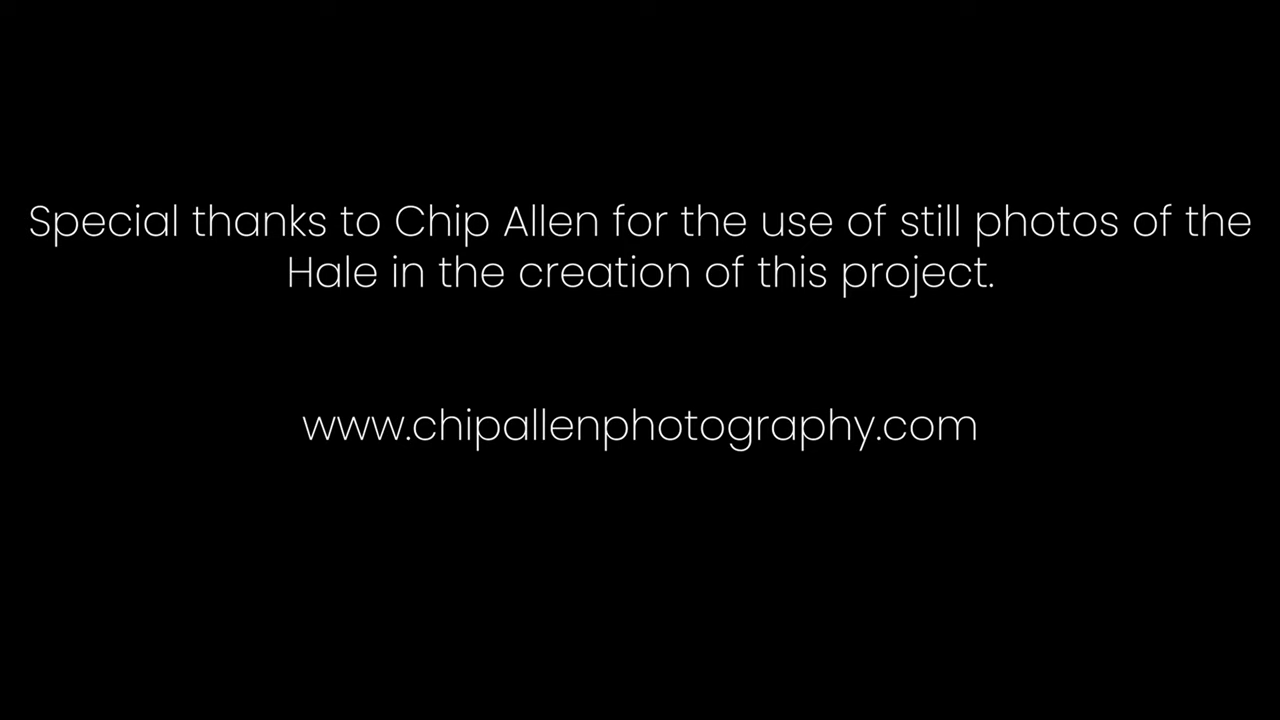 Special thanks to Chip Allen for the use of still photos of the
Hale in the creation of this project.
www.chipallenphotography.com